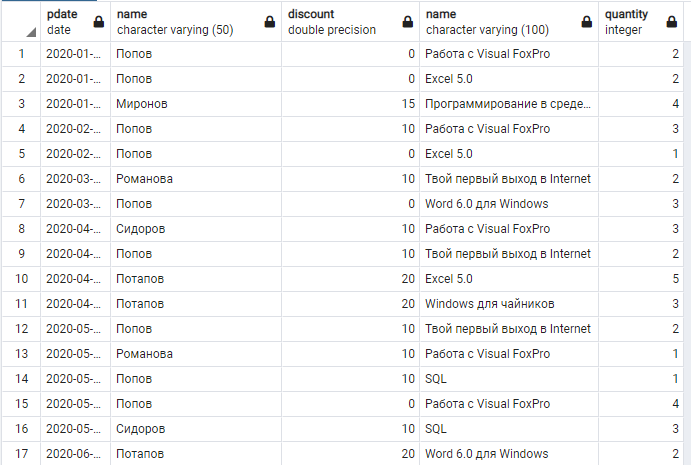 pdate date name character varying (50) discount double precision name character varying (100) quantity integer
1 2020-01-... Попов 0 Работа с Visual FoxPro 2
2 2020-01-... Попов 0 Excel 5.0 2
3 2020-01-... Миронов 15 Программирование в среде... 4
4 2020-02-... Попов 10 Работа с Visual FoxPro 3
5 2020-02-... Попов 0 Excel 5.0 1
6 2020-03-... Романова 10 Твой первый выход в Internet 2
7 2020-03-... Попов 0 Word 6.0 для Windows 3
8 2020-04-... Сидоров 10 Работа с Visual FoxPro 3
9 2020-04-... Попов 10 Твой первый выход в Internet 2
10 2020-04-... Потапов 20 Excel 5.0 5
11 2020-04-... Потапов 20 Windows для чайников 3
12 2020-05-... Попов 10 Твой первый выход в Internet 2
13 2020-05-... Романова 10 Работа с Visual FoxPro 1
14 2020-05-... Попов 10 SQL 1
15 2020-05-... Попов 0 Работа с Visual FoxPro 4
16 2020-05-... Сидоров 10 SQL 3
17 2020-06-... Потапов 20 Word 6.0 для Windows 2